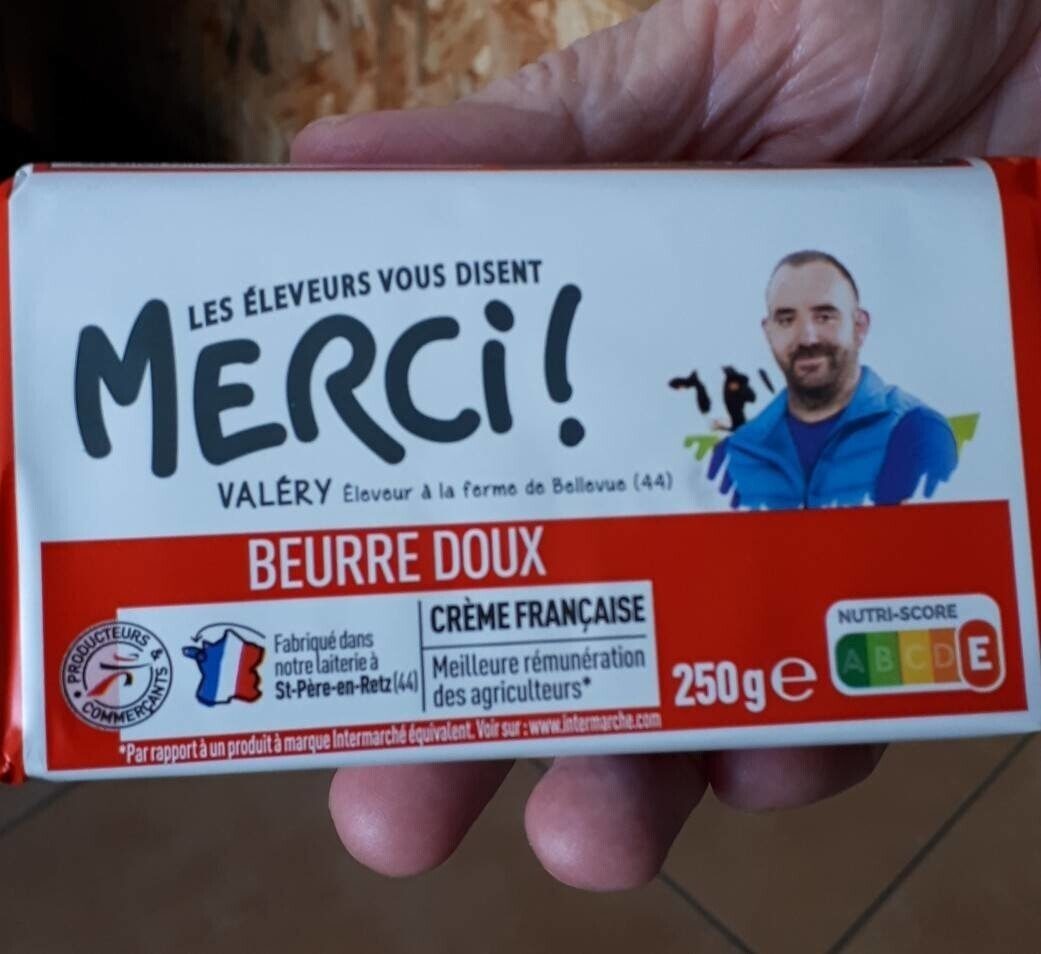 LES ÉLEVEURS VOUS DISENT
MERCi!
VALÉRY Éleveur à la ferme de Bellevue (44)
BEURRE DOUX
PRODUCTEURS & COMMERÇANTS
Fabriqué dans
notre laiterie à
St-Père-en-Retz (44)
CRÈME FRANÇAISE
Meilleure rémunération
des agriculteurs*
250g e
NUTRI-SCORE
A B C D E
*Par rapport à un produit à marque Intermarché équivalent. Voir sur : www.intermarche.com